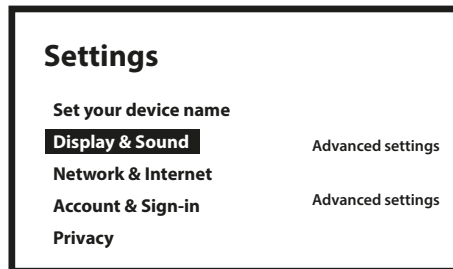 Settings
Set your device name
Display & Sound
Advanced settings
Network & Internet
Account & Sign-in
Advanced settings
Privacy